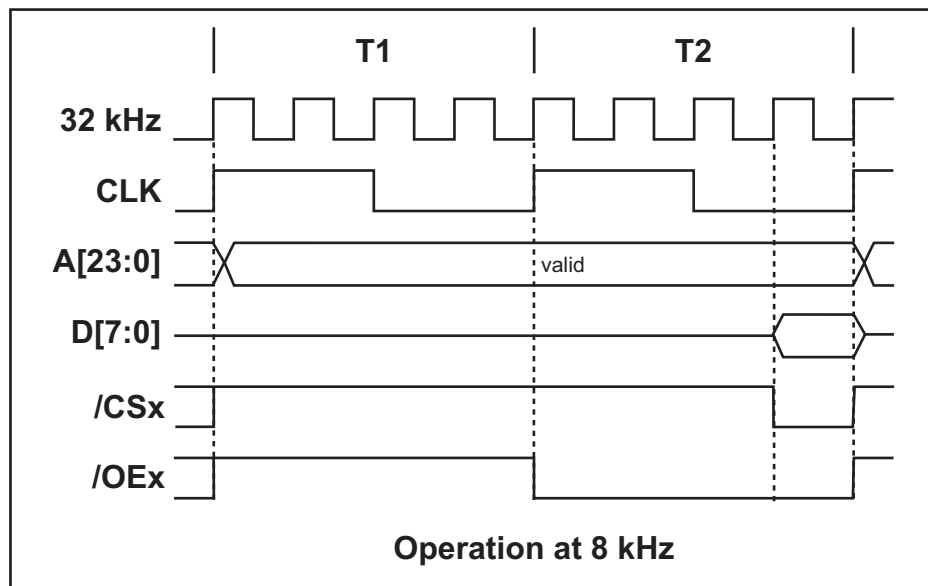 T1 T2
32 kHz
CLK
A[23:0] valid
D[7:0]
/CSx
/OEx
Operation at 8 kHz